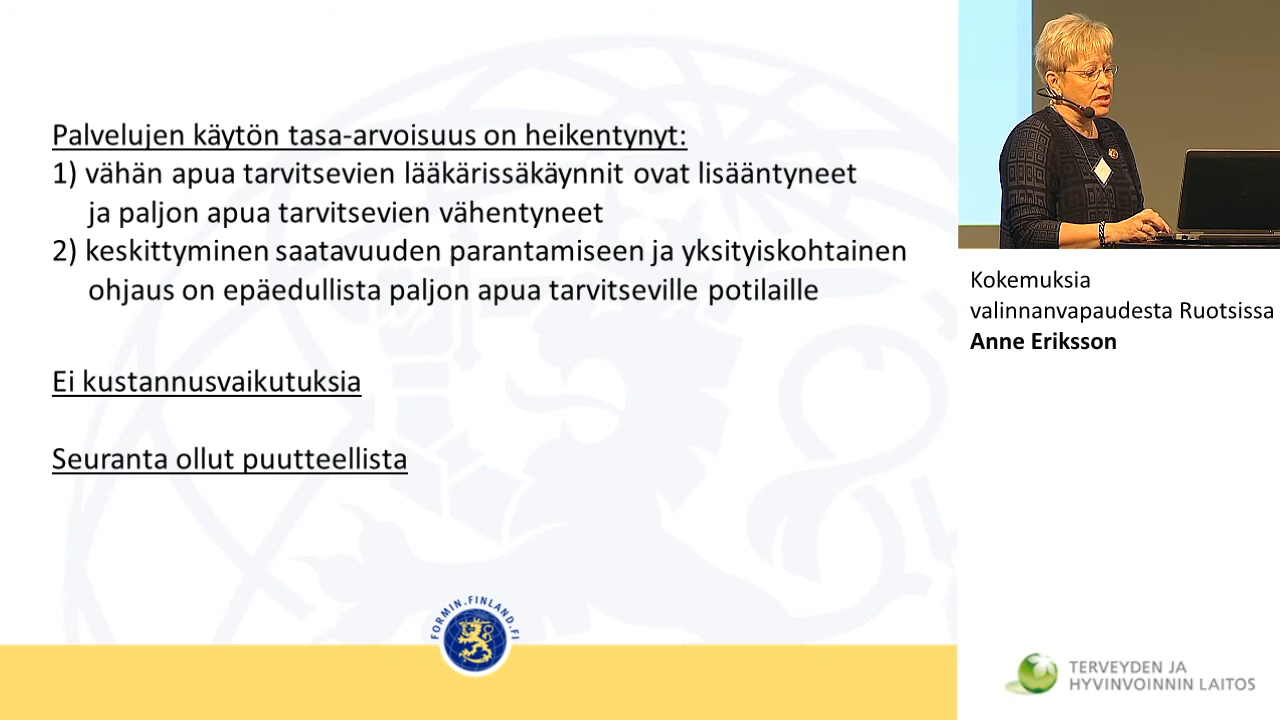 Palvelujen käytön tasa-arvoisuus on heikentynyt:
1) vähän apua tarvitsevien lääkärissäkäynnit ovat lisääntyneet
ja paljon apua tarvitsevien vähentyneet
2) keskittyminen saatavuuden parantamiseen ja yksityiskohtainen
ohjaus on epäedullista paljon apua tarvitseville potilaille
Ei kustannusvaikutuksia
Seuranta ollut puutteellista
FORMIN.FINLAND.FI
Kokemuksia
valinnanvapaudesta Ruotsissa
Anne Eriksson
TERVEYDEN JA
HYVINVOINNIN LAITOS